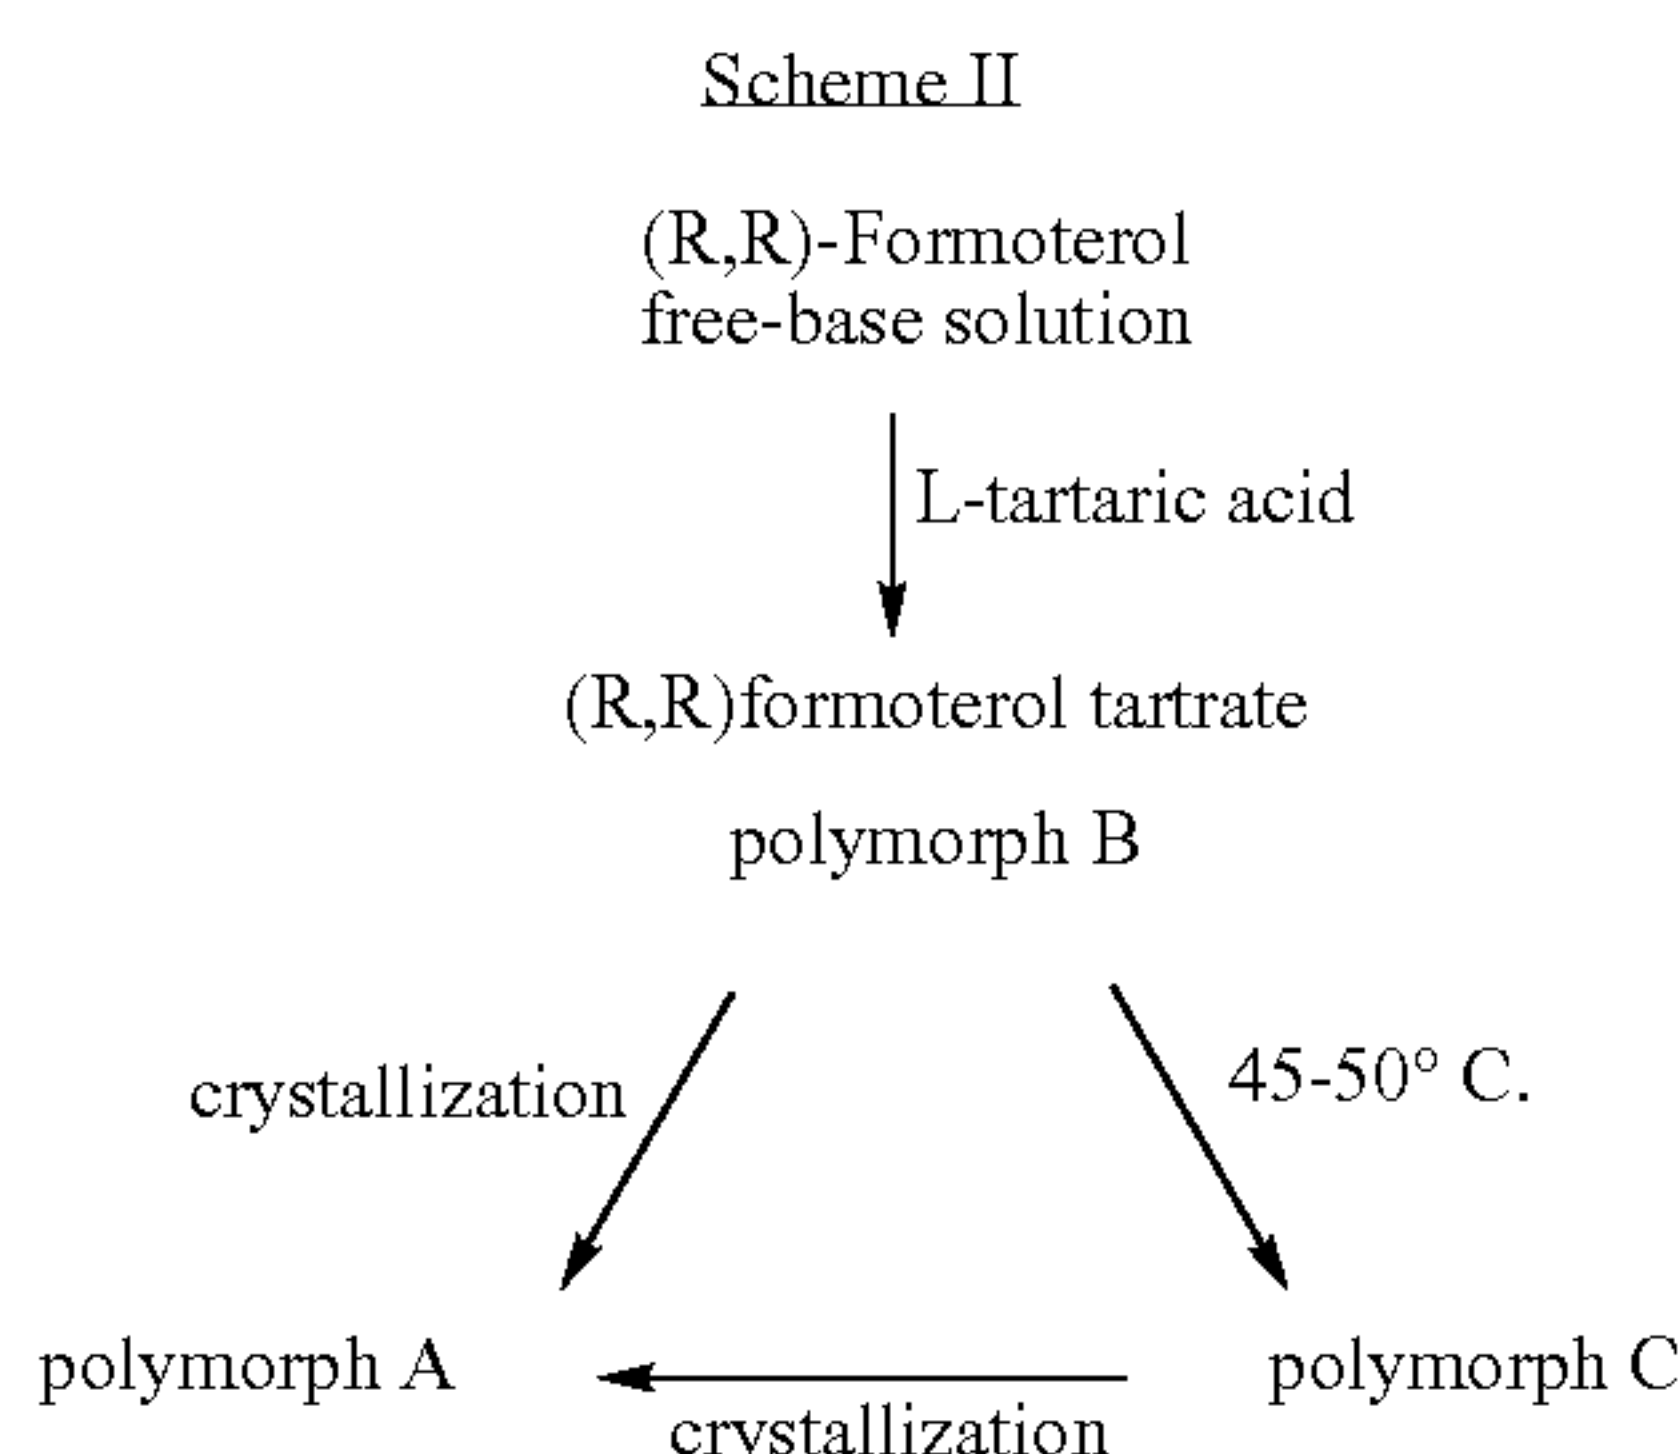 Scheme II
(R,R)-Formoterol
free-base solution
L-tartaric acid
(R,R)formoterol tartrate
polymorph B
crystallization
45-50° C.
polymorph A
polymorph C
crystallization